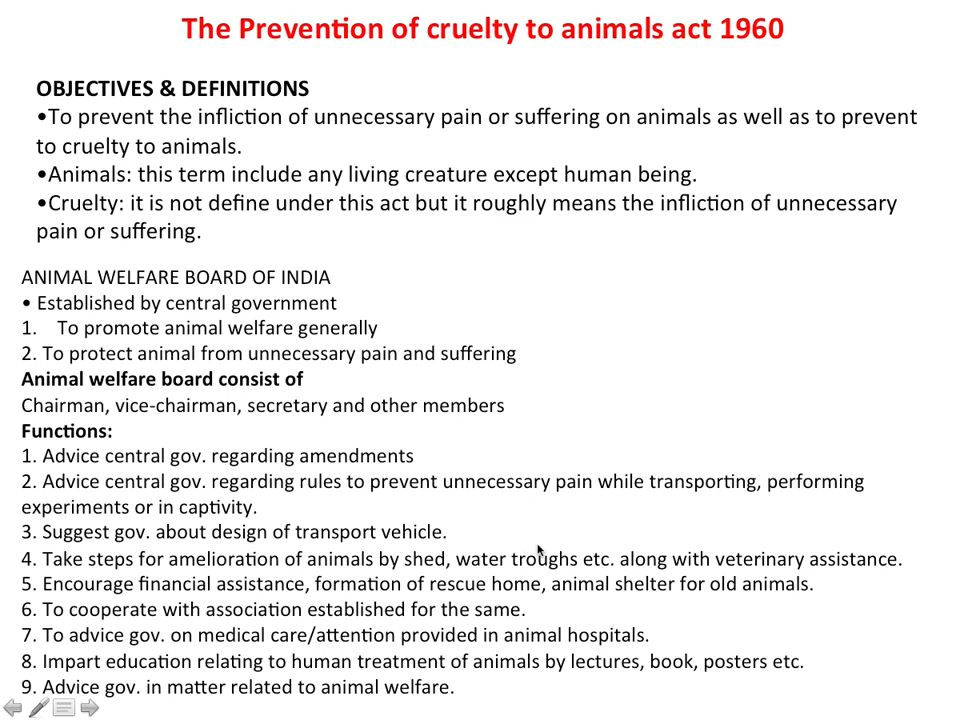 The Prevention of cruelty to animals act 1960
OBJECTIVES & DEFINITIONS
•To prevent the infliction of unnecessary pain or suffering on animals as well as to prevent
to cruelty to animals.
•Animals: this term include any living creature except human being.
•Cruelty: it is not define under this act but it roughly means the infliction of unnecessary
pain or suffering.
ANIMAL WELFARE BOARD OF INDIA
• Established by central government
1. To promote animal welfare generally
2. To protect animal from unnecessary pain and suffering
Animal welfare board consist of
Chairman, vice-chairman, secretary and other members
Functions:
1. Advice central gov. regarding amendments
2. Advice central gov. regarding rules to prevent unnecessary pain while transporting, performing
experiments or in captivity.
3. Suggest gov. about design of transport vehicle.
4. Take steps for amelioration of animals by shed, water troughs etc. along with veterinary assistance.
5. Encourage financial assistance, formation of rescue home, animal shelter for old animals.
6. To cooperate with association established for the same.
7. To advice gov. on medical care/attention provided in animal hospitals.
8. Impart education relating to human treatment of animals by lectures, book, posters etc.
9. Advice gov. in matter related to animal welfare.